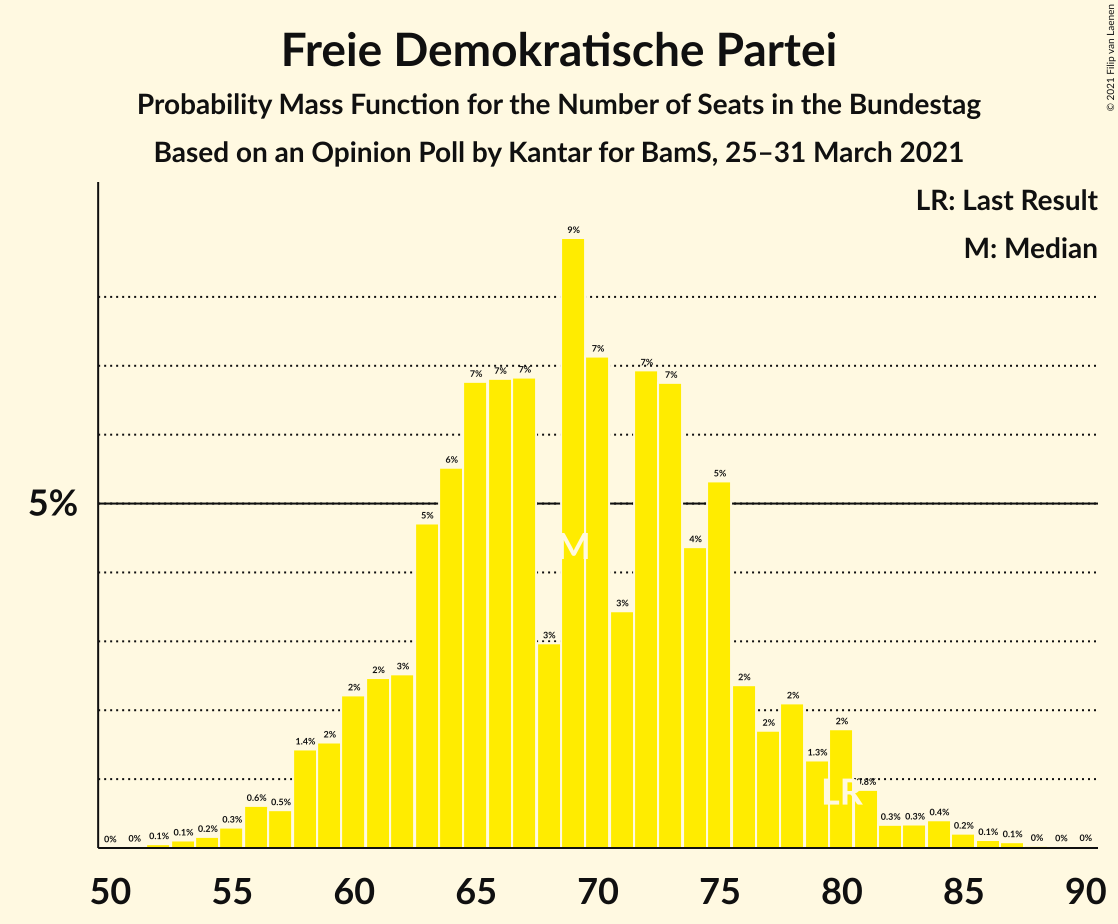 © 2021 Filip van Laenen
Freie Demokratische Partei
Probability Mass Function for the Number of Seats in the Bundestag
Based on an Opinion Poll by Kantar for BamS, 25–31 March 2021
LR: Last Result
M: Median
5%
0% 0% 0.1% 0.1% 0.2% 0.3% 0.6% 0.5% 1.4% 2% 2% 2% 3% 5% 6% 7% 7% 7% 3% 9% 7% 3% 7% 7% 4% 5% 2% 2% 2% 1.3% 2% 0.3% 0.3% 0.4% 0.2% 0.1% 0.1% 0% 0% 0%
M
LR
50 55 60 65 70 75 80 85 90